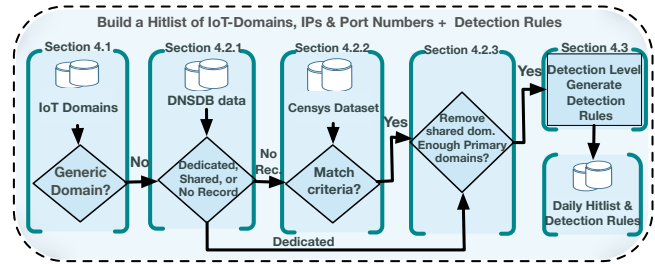 Build a Hitlist of IoT-Domains, IPs & Port Numbers + Detection Rules
Section 4.1
IoT Domains
Generic
Domain?
No
Section 4.2.1
DNSDB data
Dedicated,
Shared, or
No Record
No
Rec.
Section 4.2.2
Censys Dataset
Match
criteria?
Yes
Section 4.2.3
Remove
shared dom.
Enough Primary
domains?
Yes
Dedicated
Section 4.3
Detection Level
Generate
Detection
Rules
Daily Hitlist &
Detection Rules